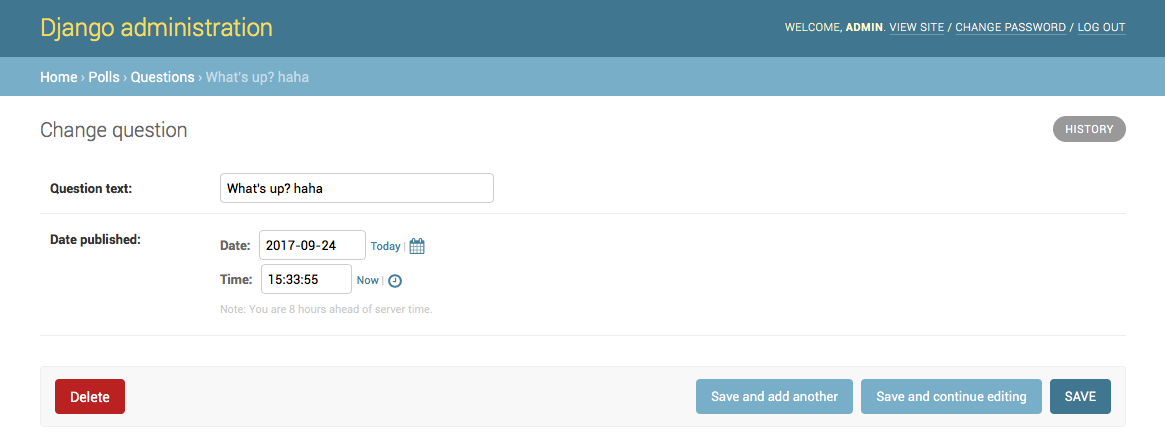 Django administration
WELCOME, ADMIN. VIEW SITE / CHANGE PASSWORD / LOG OUT
Home › Polls › Questions › What's up? haha
Change question
HISTORY
Question text: What's up? haha
Date published:
Date: 2017-09-24 Today |
Time: 15:33:55 Now |
Note: You are 8 hours ahead of server time.
Delete Save and add another Save and continue editing SAVE